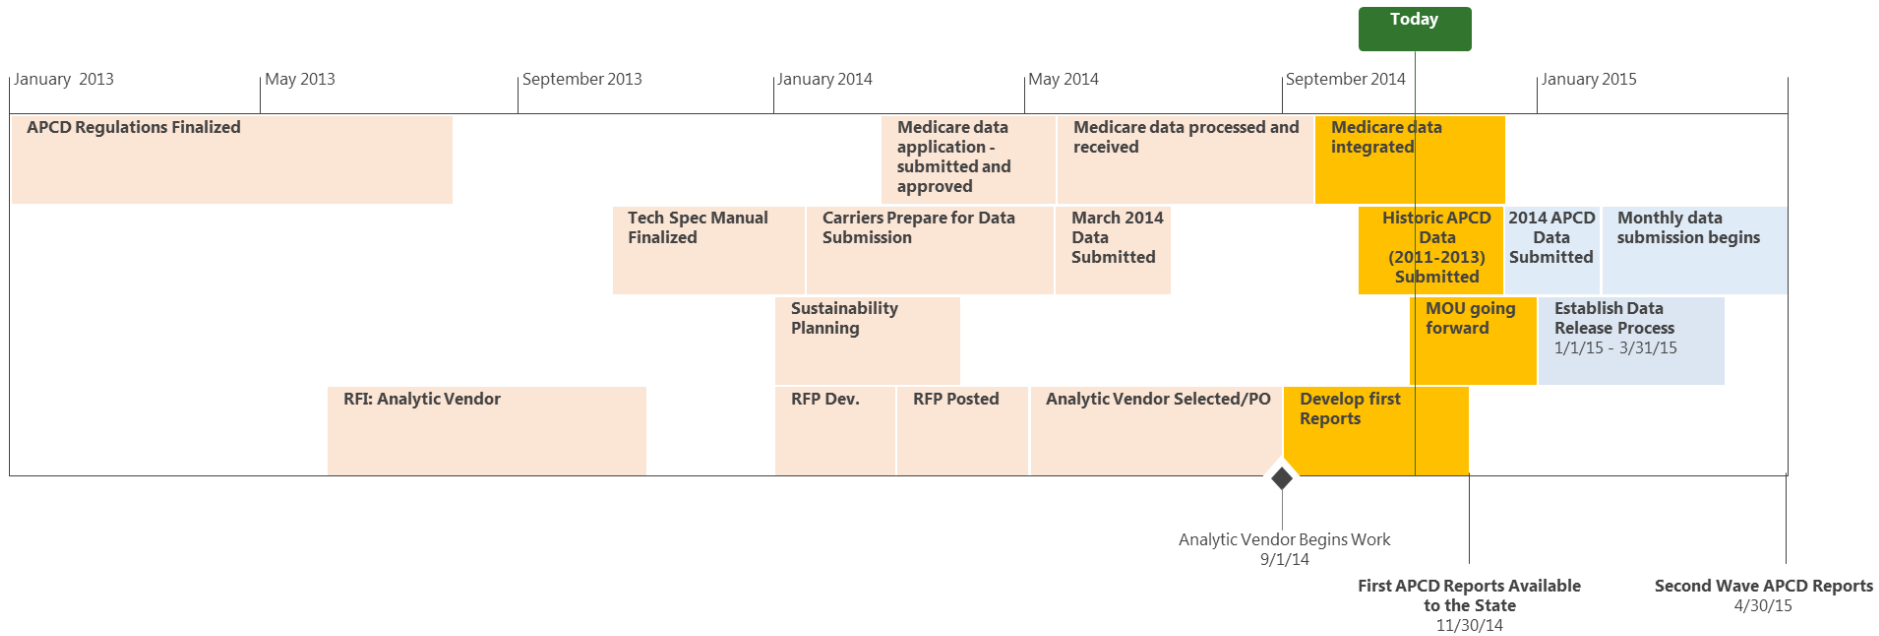 Today
January  2013
May 2013
September 2013
January 2014
May 2014
September 2014
January 2015
APCD Regulations Finalized
Medicare data
application -
submitted and
approved
Medicare data processed and
received
Medicare data
integrated
Tech Spec Manual
Finalized
Carriers Prepare for Data
Submission
March 2014
Data
Submitted
Historic APCD
Data
(2011-2013)
Submitted
2014 APCD
Data
Submitted
Monthly data
submission begins
Sustainability
Planning
MOU going
forward
Establish Data
Release Process
1/1/15 - 3/31/15
RFI: Analytic Vendor
RFP Dev.
RFP Posted
Analytic Vendor Selected/PO
Develop first
Reports
Analytic Vendor Begins Work
9/1/14
First APCD Reports Available
to the State
11/30/14
Second Wave APCD Reports
4/30/15